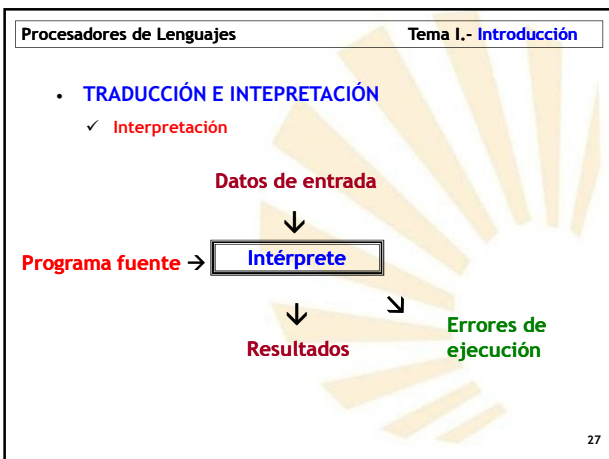 Procesadores de Lenguajes Tema I.- Introducción
• TRADUCCIÓN E INTEPRETACIÓN
✓ Interpretación
Datos de entrada
↓
Programa fuente → Intérprete
↓ ↘
Resultados
Errores de
ejecución
27